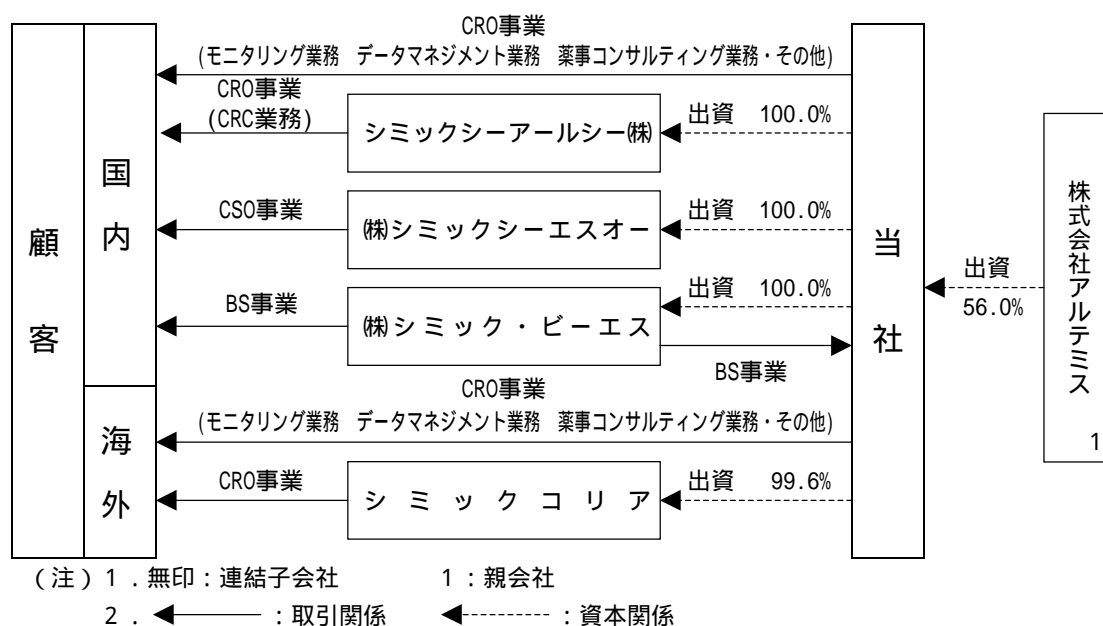 CRO事業
(モニタリング業務 データマネジメント業務 薬事コンサルティング業務・その他)
CRO事業
(CRC業務)
シミックシーアールシー㈱
出資 100.0%
国内
CSO事業
㈱シミックシーエスオー
出資 100.0%
顧客
当社
出資
56.0%
株式会社アルテミス
1
BS事業
㈱シミック・ビーエス
出資 100.0%
BS事業
CRO事業
(モニタリング業務 データマネジメント業務 薬事コンサルティング業務・その他)
海外
CRO事業
シミックコリア
出資 99.6%
(注) 1.無印:連結子会社 1:親会社
2. :取引関係 :資本関係